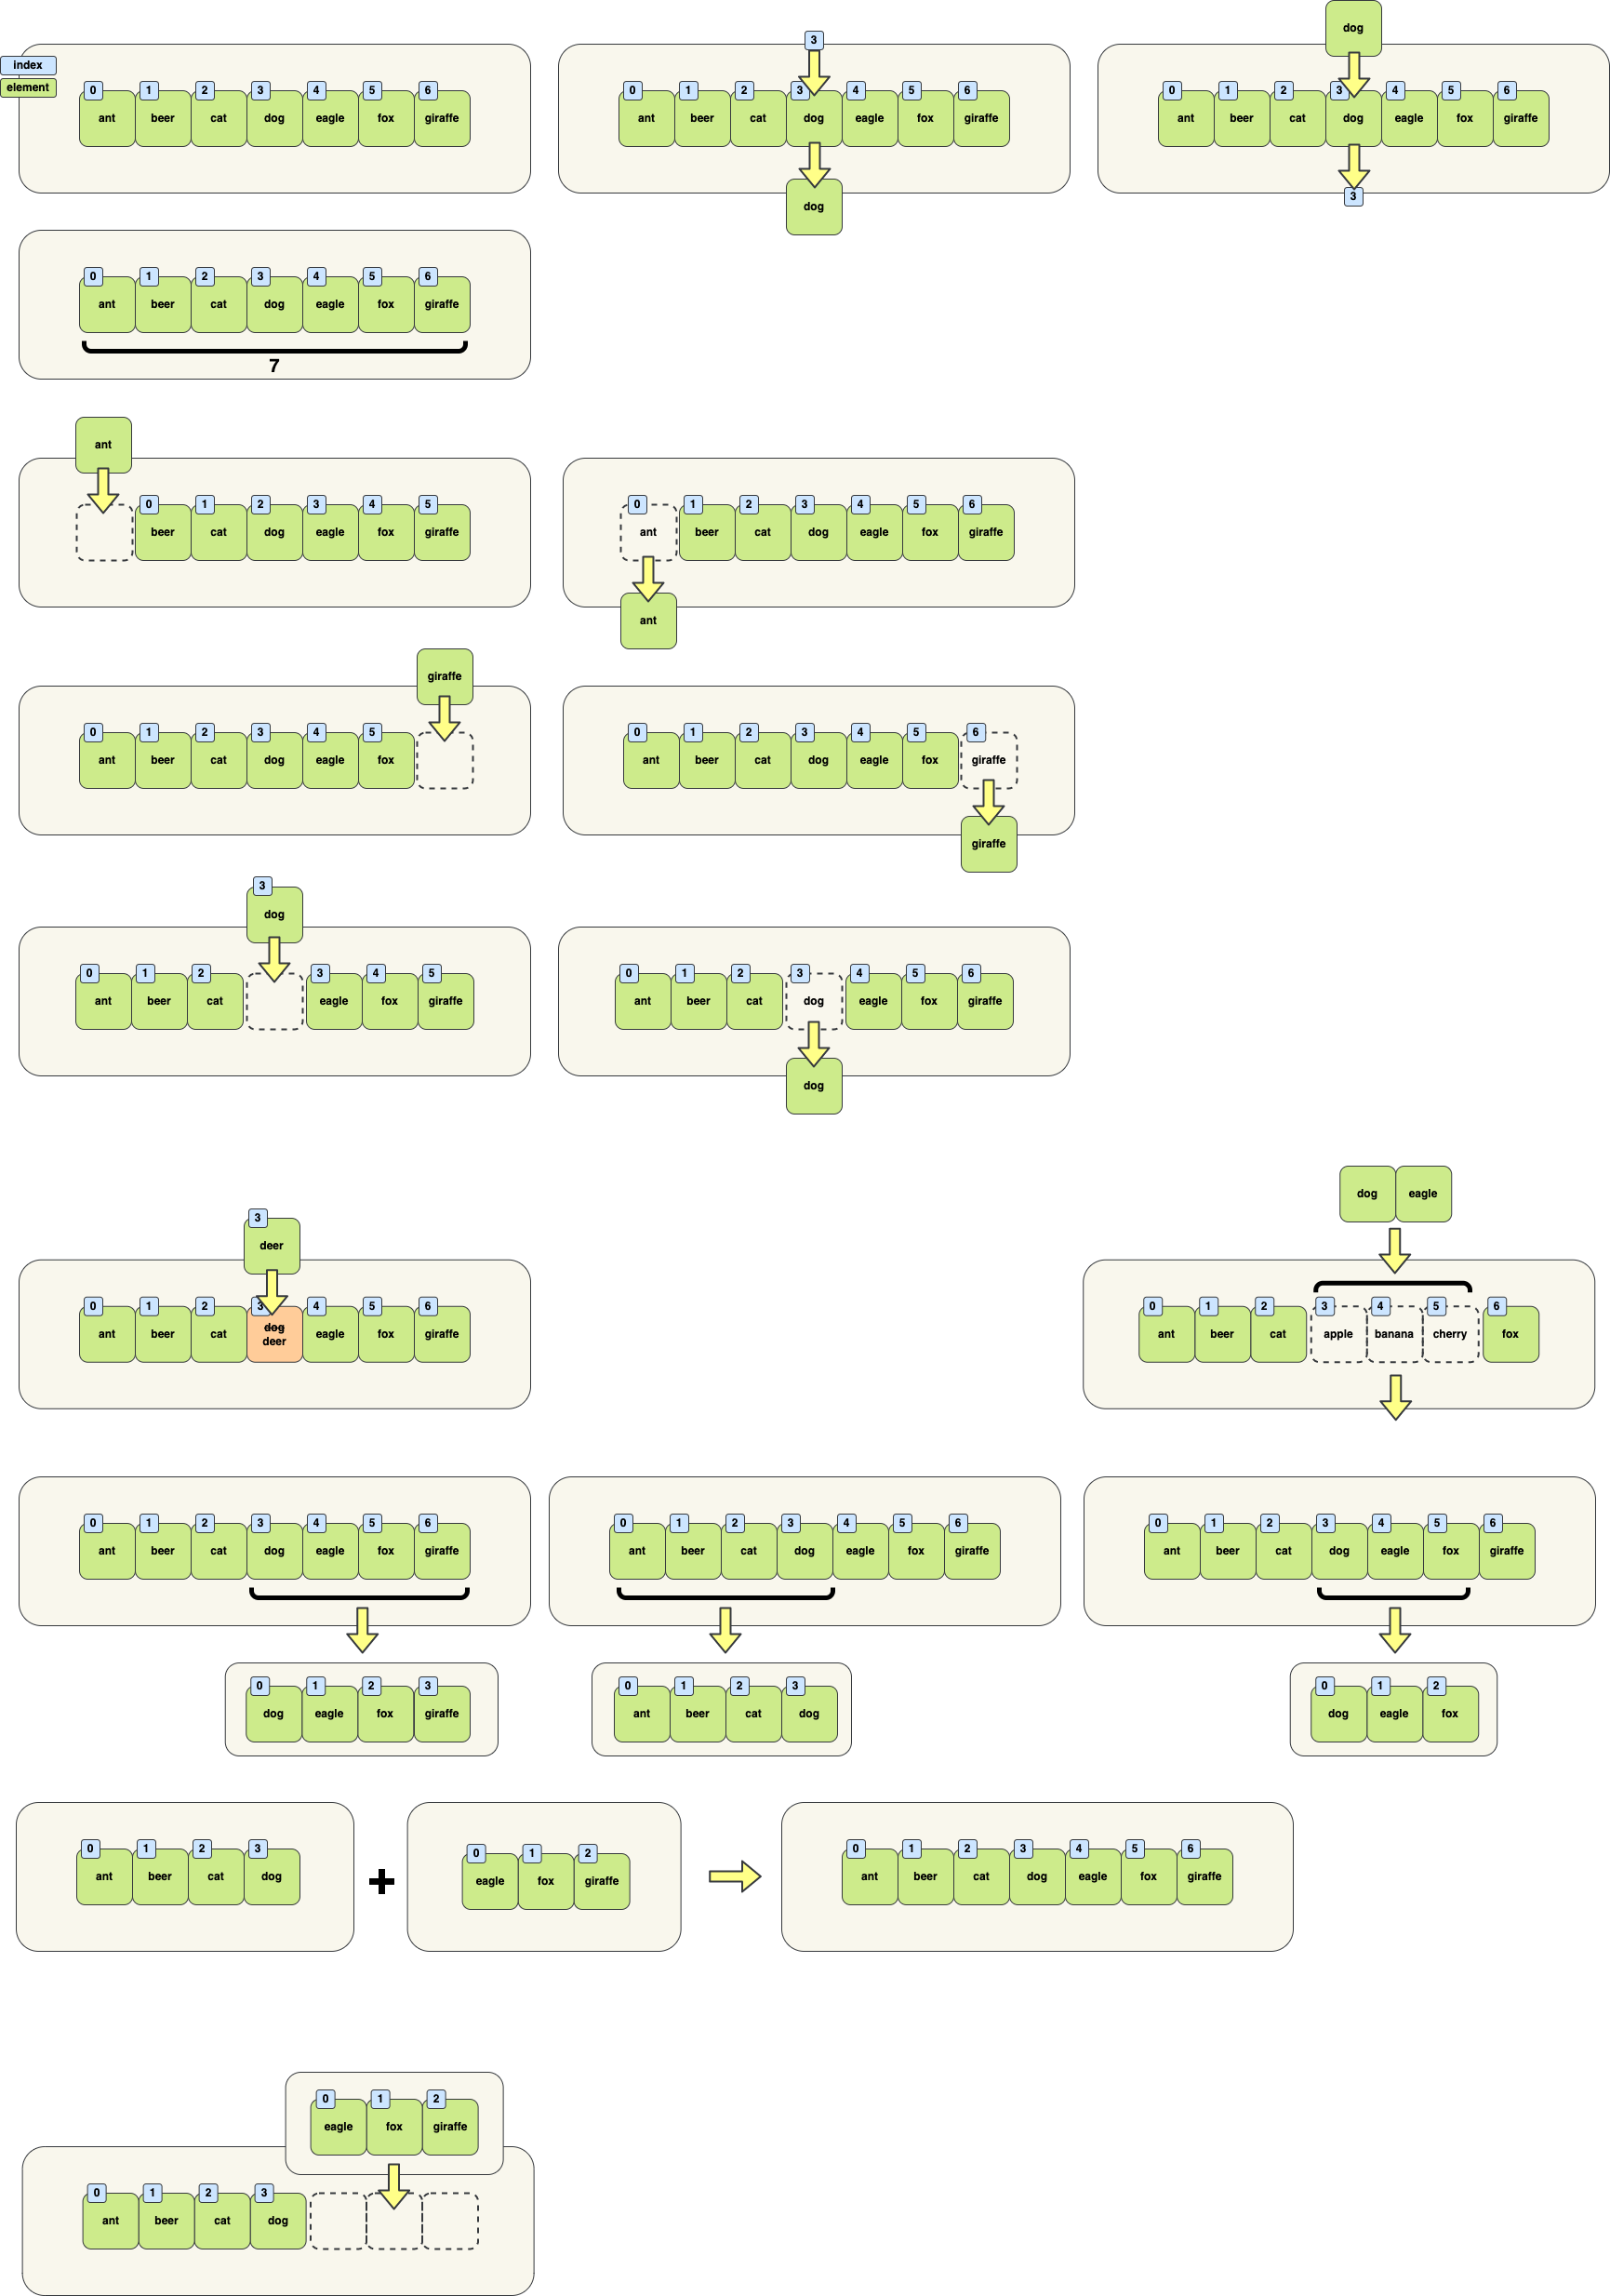 index
element
0 1 2 3 4 5 6
ant beer cat dog eagle fox giraffe
3
0 1 2 3 4 5 6
ant beer cat dog eagle fox giraffe
dog
dog
0 1 2 3 4 5 6
ant beer cat dog eagle fox giraffe
3
0 1 2 3 4 5 6
ant beer cat dog eagle fox giraffe
7
ant
0 1 2 3 4 5
beer cat dog eagle fox giraffe
0 1 2 3 4 5 6
ant beer cat dog eagle fox giraffe
ant
giraffe
0 1 2 3 4 5
ant beer cat dog eagle fox
0 1 2 3 4 5 6
ant beer cat dog eagle fox giraffe
giraffe
3
dog
0 1 2 3 4 5
ant beer cat eagle fox giraffe
0 1 2 3 4 5 6
ant beer cat dog eagle fox giraffe
dog
3
deer
0 1 2 3 4 5 6
ant beer cat dog eagle fox giraffe
deer
dog eagle
0 1 2 3 4 5 6
ant beer cat apple banana cherry fox
0 1 2 3 4 5 6
ant beer cat dog eagle fox giraffe
0 1 2 3
dog eagle fox giraffe
0 1 2 3 4 5 6
ant beer cat dog eagle fox giraffe
0 1 2 3
ant beer cat dog
0 1 2 3 4 5 6
ant beer cat dog eagle fox giraffe
0 1 2
dog eagle fox
0 1 2 3
ant beer cat dog
+
0 1 2
eagle fox giraffe
0 1 2 3 4 5 6
ant beer cat dog eagle fox giraffe
0 1 2
eagle fox giraffe
0 1 2 3
ant beer cat dog